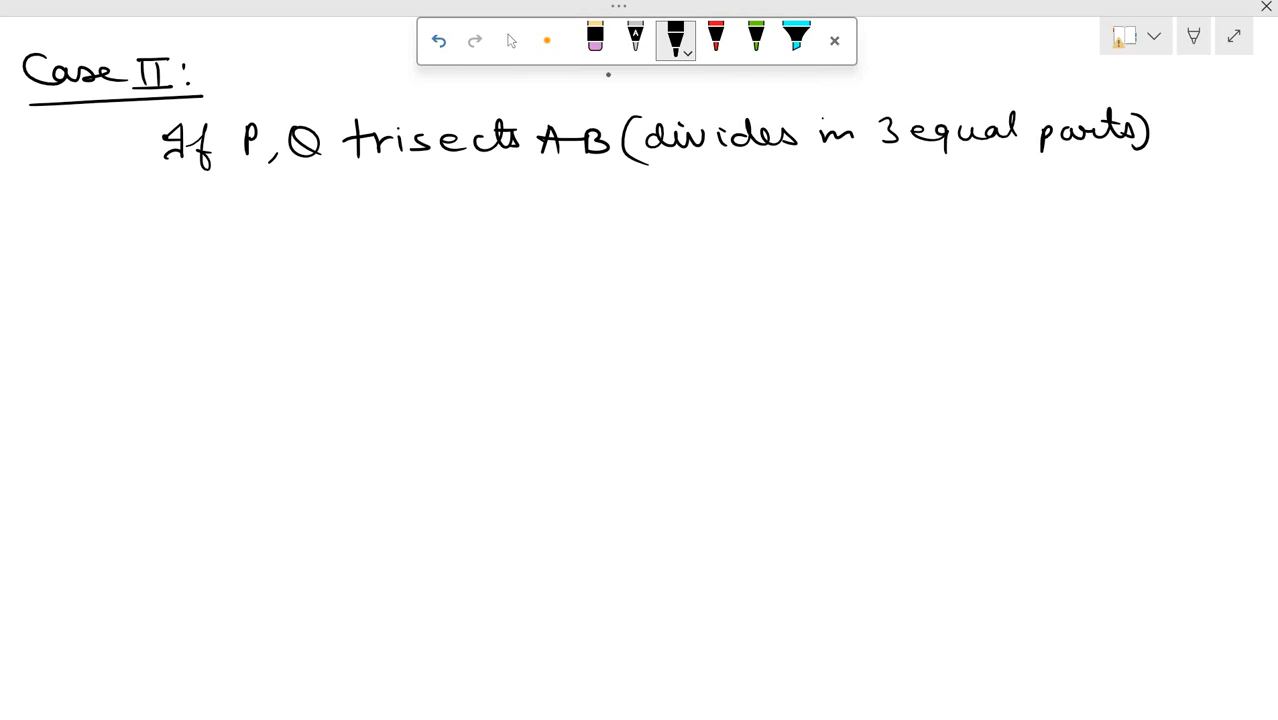 Case II:
If P, Q trisects AB (divides in 3 equal parts)